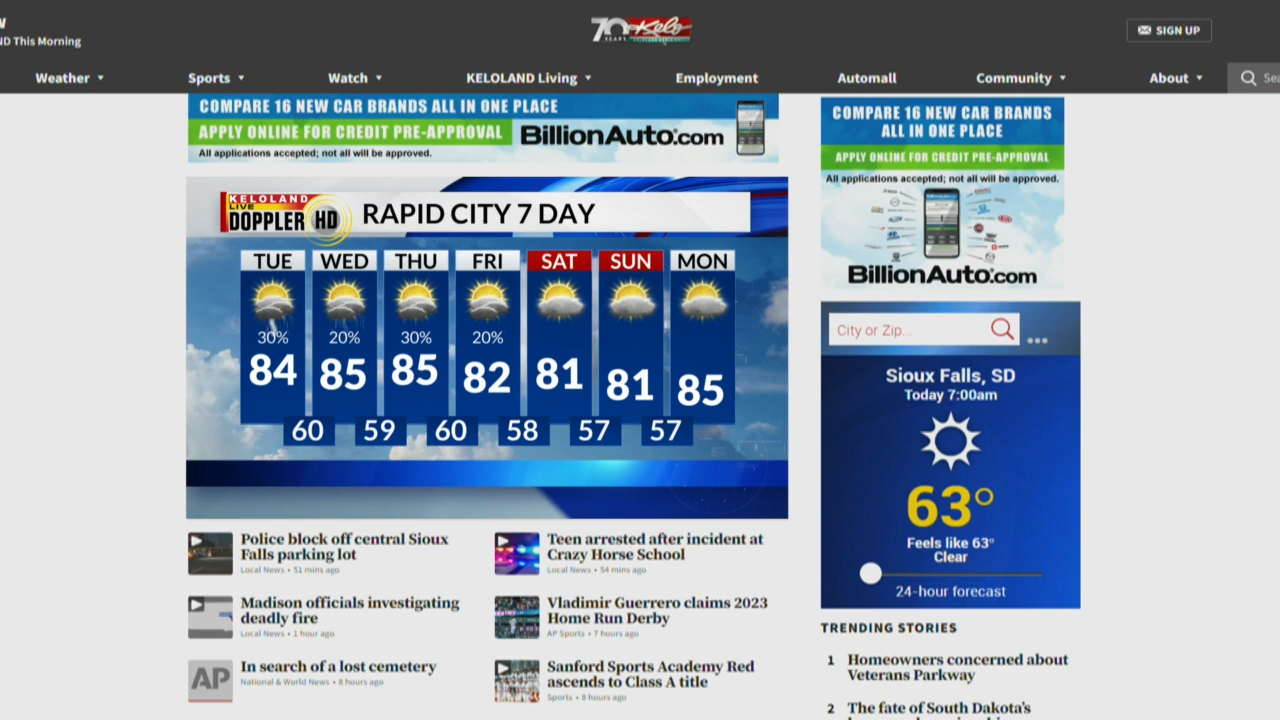 ND This Morning
70 YEARS Kelo
SIGN UP
Weather
Sports
Watch
KELOLAND Living
Employment
Automall
Community
About
COMPARE 16 NEW CAR BRANDS ALL IN ONE PLACE
APPLY ONLINE FOR CREDIT PRE-APPROVAL
BillionAuto.com
All applications accepted; not all will be approved.
KELOLAND
LIVE
DOPPLER HD
RAPID CITY 7 DAY
TUE WED THU FRI SAT SUN MON
30% 20% 30% 20%
84 85 85 82 81 81 85
60 59 60 58 57 57
Police block off central Sioux
Falls parking lot
Local News • 51 mins ago
Teen arrested after incident at
Crazy Horse School
Local News • 54 mins ago
Madison officials investigating
deadly fire
Local News • 1 hour ago
Vladimir Guerrero claims 2023
Home Run Derby
AP Sports • 7 hours ago
AP
In search of a lost cemetery
National & World News • 8 hours ago
Sanford Sports Academy Red
ascends to Class A title
Sports • 8 hours ago
COMPARE 16 NEW CAR BRANDS
ALL IN ONE PLACE
APPLY ONLINE FOR CREDIT PRE-APPROVAL
All applications accepted; not all will be approved.
BillionAuto.com
City or Zip...
Sioux Falls, SD
Today 7:00am
63°
Feels like 63°
Clear
24-hour forecast
TRENDING STORIES
1 Homeowners concerned about
Veterans Parkway
2 The fate of South Dakota's